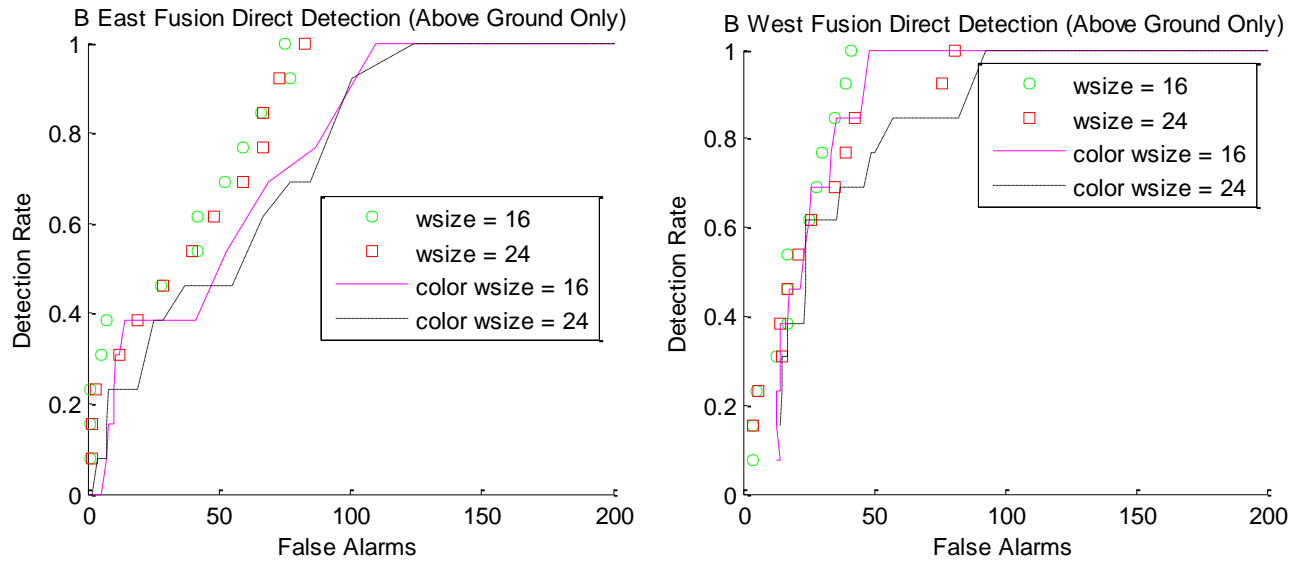 B East Fusion Direct Detection (Above Ground Only)
1
0.8
0.6
0.4
0.2
0
Detection Rate
wsize = 16
wsize = 24
color wsize = 16
color wsize = 24
0 50 100 150 200
False Alarms
B West Fusion Direct Detection (Above Ground Only)
1
0.8
0.6
0.4
0.2
0
Detection Rate
wsize = 16
wsize = 24
color wsize = 16
color wsize = 24
0 50 100 150 200
False Alarms